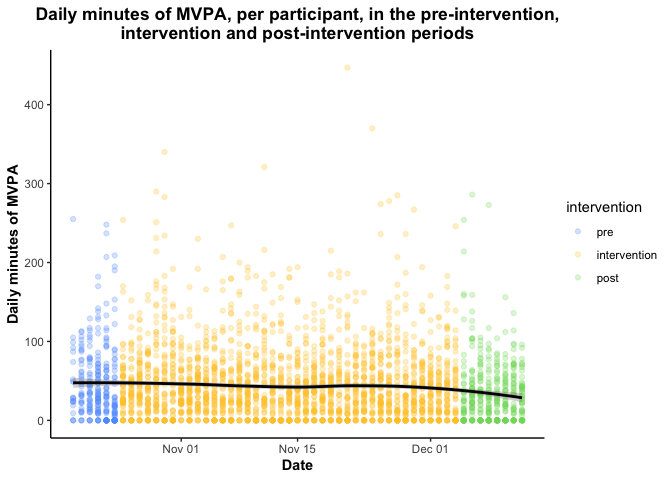 Daily minutes of MVPA, per participant, in the pre-intervention,
intervention and post-intervention periods
Daily minutes of MVPA
400
300
200
100
0
Nov 01
Nov 15
Dec 01
Date
intervention
pre
intervention
post